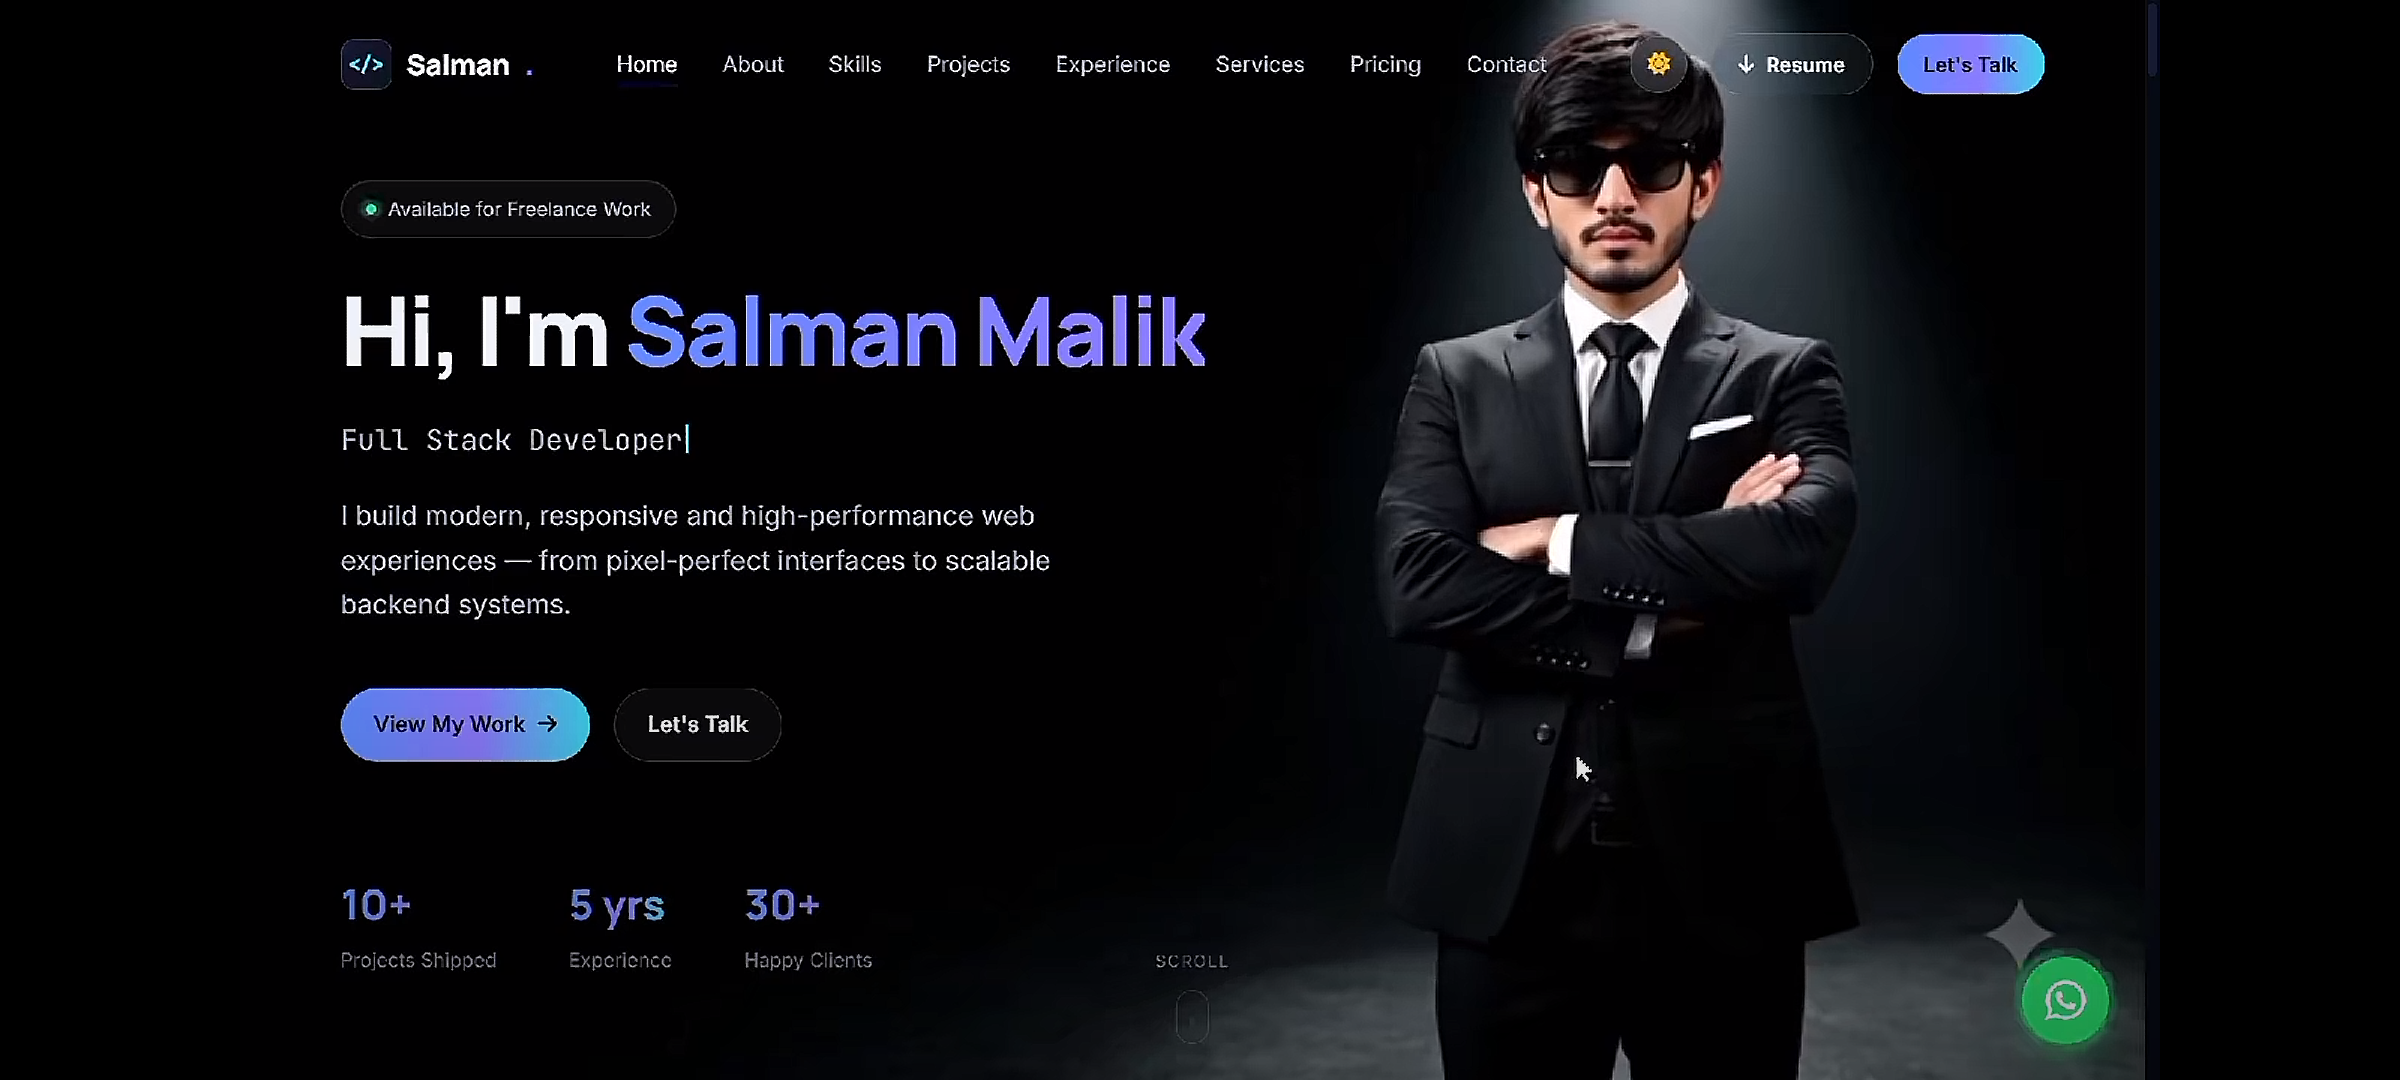 </> Salman .
Home About Skills Projects Experience Services Pricing Contact
Resume
Let's Talk
Available for Freelance Work
Hi, I'm Salman Malik
Full Stack Developer
I build modern, responsive and high-performance web
experiences — from pixel-perfect interfaces to scalable
backend systems.
View My Work →
Let's Talk
10+ 5 yrs 30+
Projects Shipped Experience Happy Clients
SCROLL